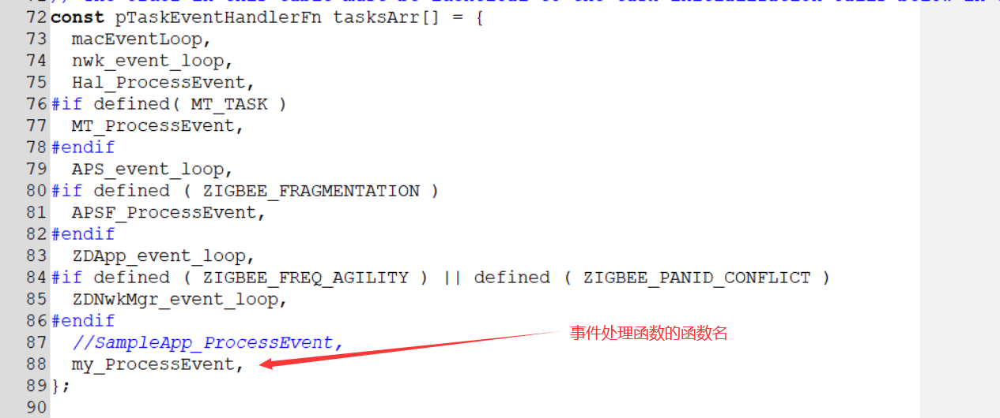 72 const pTaskEventHandlerFn tasksArr[] = {
73   macEventLoop,
74   nwk_event_loop,
75   Hal_ProcessEvent,
76 #if defined( MT_TASK )
77   MT_ProcessEvent,
78 #endif
79   APS_event_loop,
80 #if defined ( ZIGBEE_FRAGMENTATION )
81   APSF_ProcessEvent,
82 #endif
83   ZDApp_event_loop,
84 #if defined ( ZIGBEE_FREQ_AGILITY ) || defined ( ZIGBEE_PANID_CONFLICT )
85   ZDNwkMgr_event_loop,
86 #endif
87   //SampleApp_ProcessEvent,
事件处理函数的函数名
88   my_ProcessEvent,
89 };
90